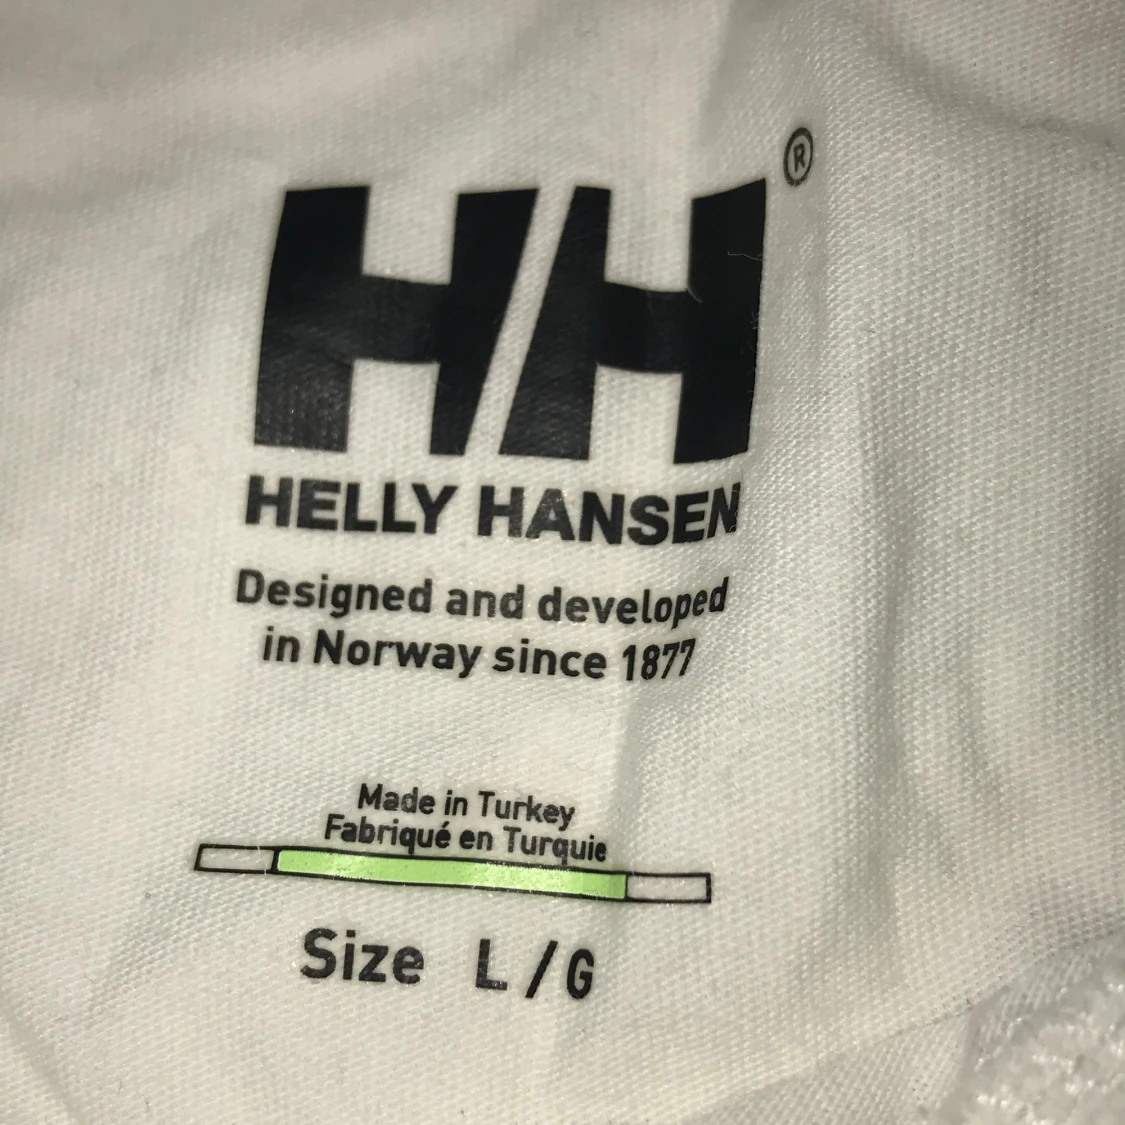 HH®
HELLY HANSEN
Designed and developed
in Norway since 1877
Made in Turkey
Fabriqué en Turquie
Size L/G